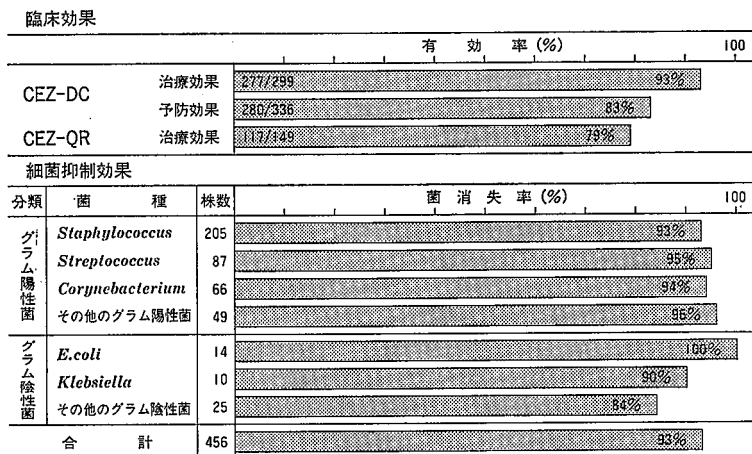 臨床効果
有効率(%) 100
CEZ-DC 治療効果 277/299 93%
予防効果 280/336 83%
CEZ-QR 治療効果 117/149 79%
細菌抑制効果
分類 菌種 株数 菌消失率(%) 100
グラム陽性菌
Staphylococcus 205 93%
Streptococcus 87 95%
Corynebacterium 66 94%
その他のグラム陽性菌 49 96%
グラム陰性菌
E.coli 14 100%
Klebsiella 10 90%
その他のグラム陰性菌 25 84%
合計 456 93%